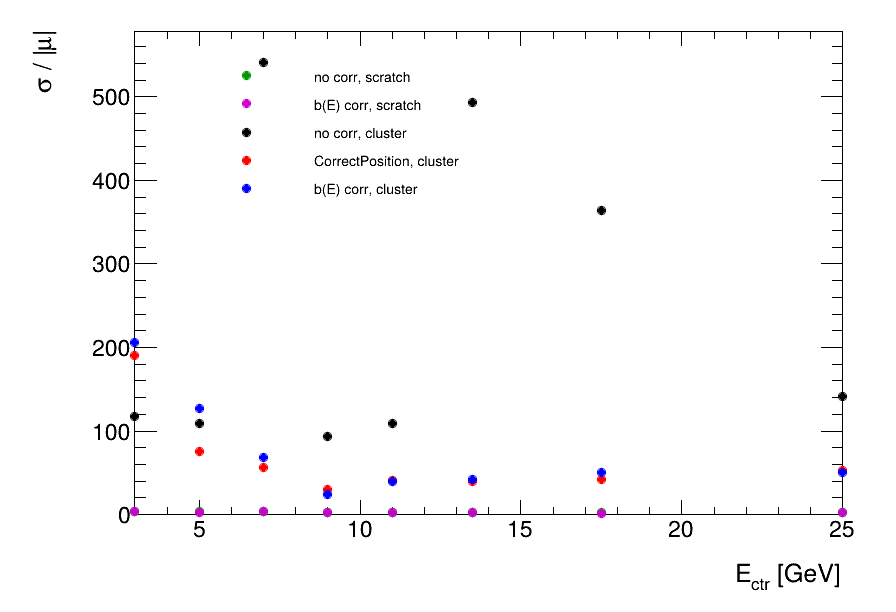 σ / |μ|
500
400
300
200
100
0
no corr, scratch
b(E) corr, scratch
no corr, cluster
CorrectPosition, cluster
b(E) corr, cluster
5 10 15 20 25
E_ctr [GeV]